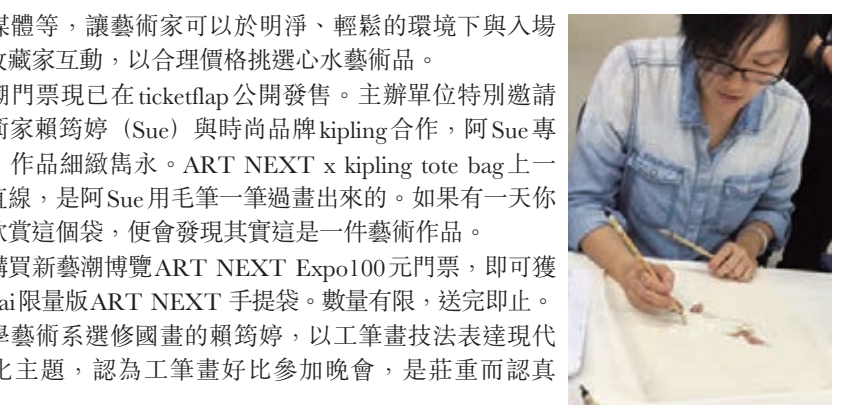 媒體等，讓藝術家可以於明淨、輕鬆的環境下與入場
收藏家互動，以合理價格挑選心水藝術品。
潮門票現已在ticketflap公開發售。主辦單位特別邀請
術家賴筠婷（Sue）與時尚品牌kipling合作，阿Sue專
，作品細緻雋永。ART NEXT x kipling tote bag上一
直線，是阿Sue用毛筆一筆過畫出來的。如果有一天你
欣賞這個袋，便會發現其實這是一件藝術作品。
購買新藝潮博覽ART NEXT Expo100元門票，即可獲
ai限量版ART NEXT 手提袋。數量有限，送完即止。
學藝術系選修國畫的賴筠婷，以工筆畫技法表達現代
化主題，認為工筆畫好比參加晚會，是莊重而認真